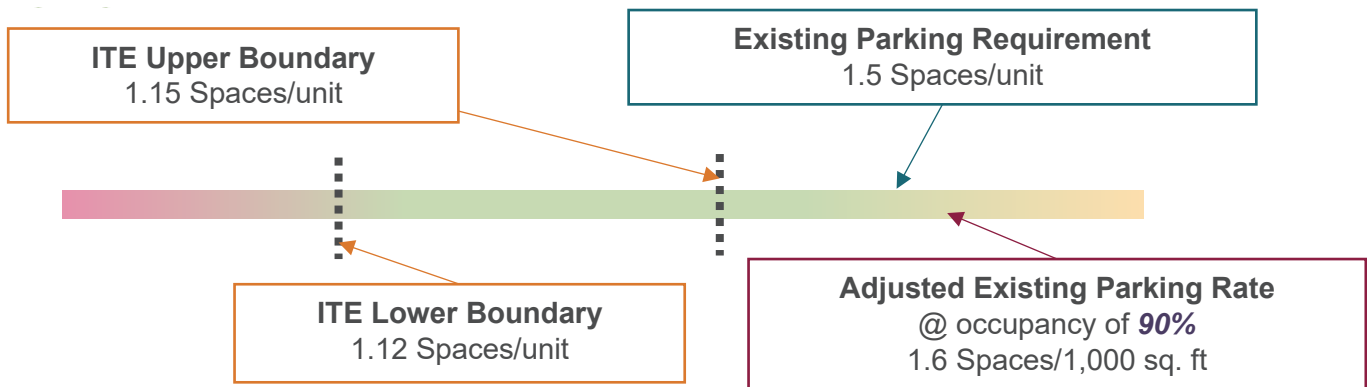 ITE Upper Boundary
1.15 Spaces/unit
Existing Parking Requirement
1.5 Spaces/unit
ITE Lower Boundary
1.12 Spaces/unit
Adjusted Existing Parking Rate
@ occupancy of 90%
1.6 Spaces/1,000 sq. ft